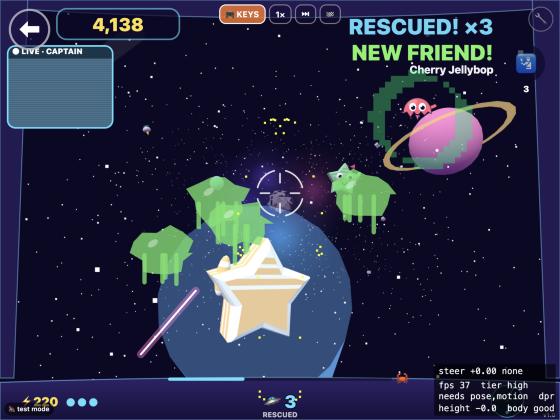 4,138
KEYS
1x
RESCUED! ×3
NEW FRIEND!
Cherry Jellybop
LIVE · CAPTAIN
3
steer +0.00 none
fps 37 tier high
needs pose,motion dpr
height -0.0 body good
220
test mode
3
RESCUED